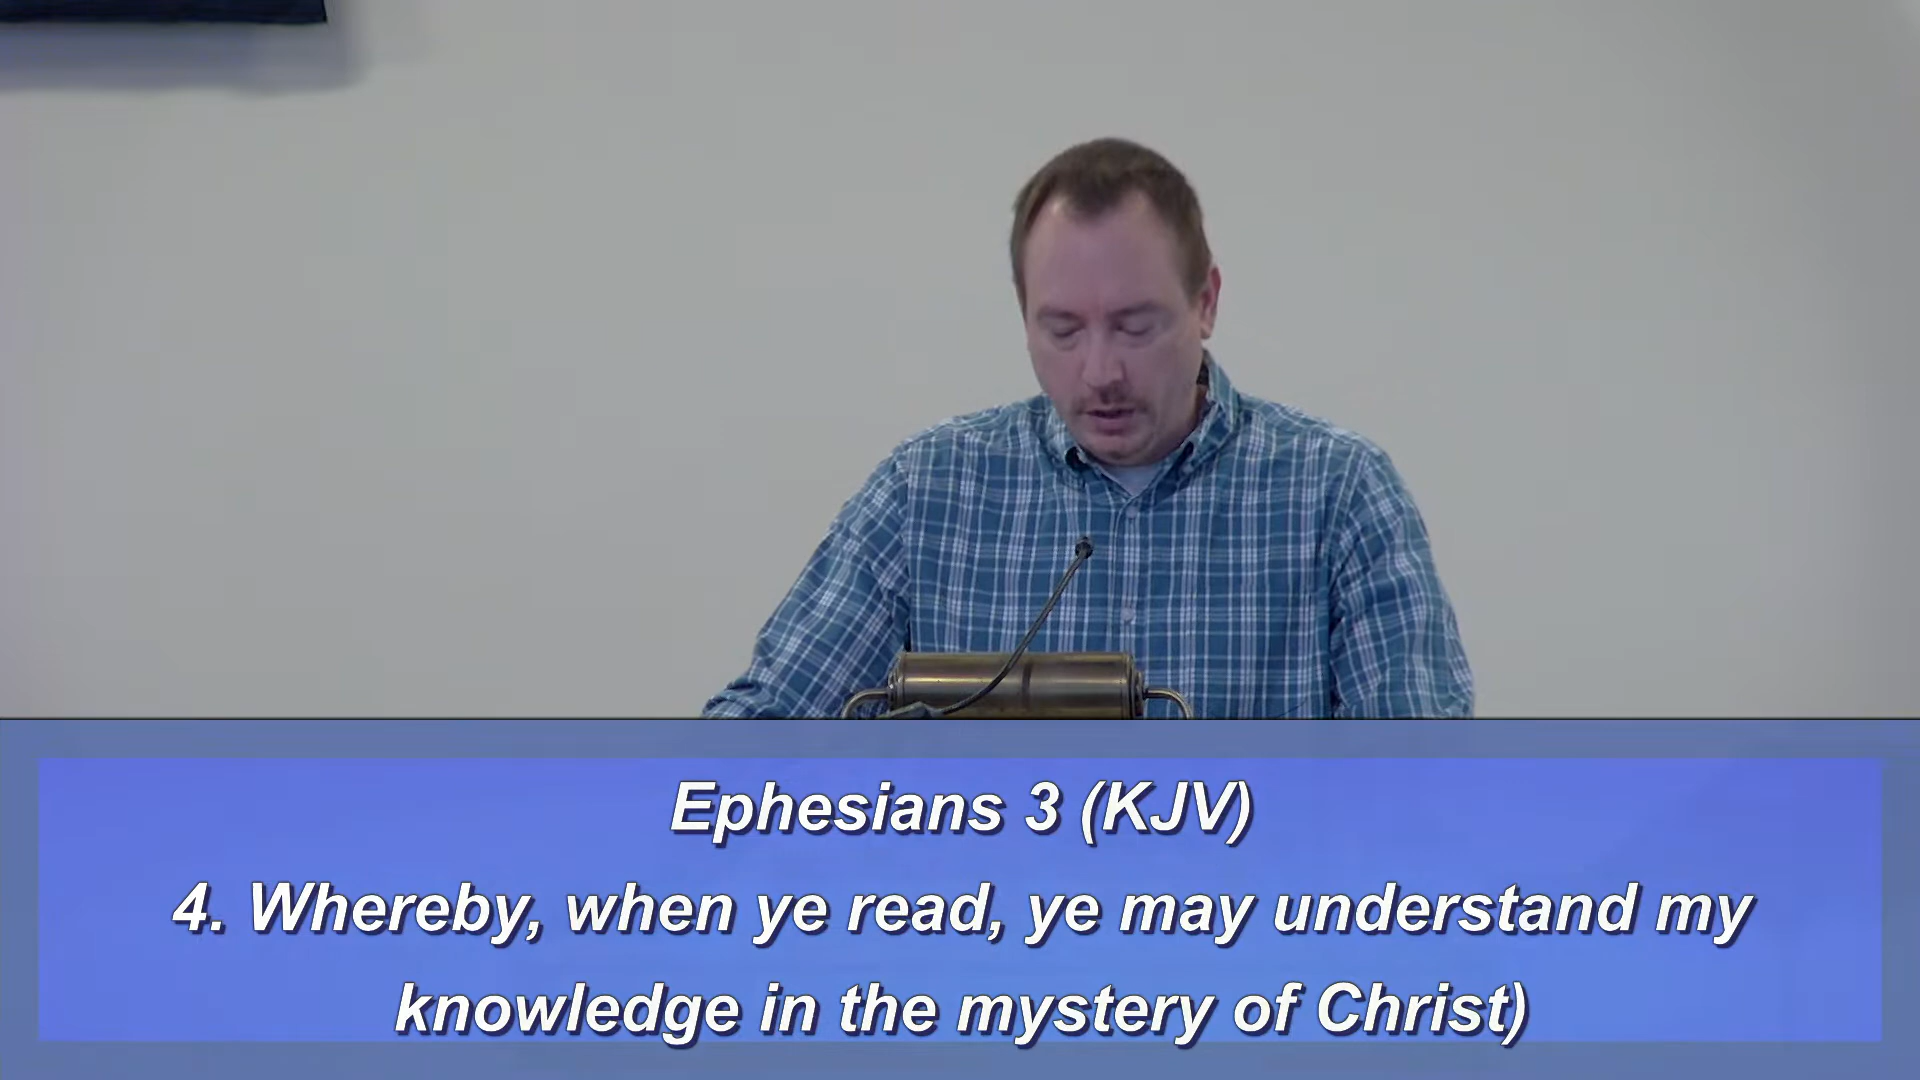 Ephesians 3 (KJV)
4. Whereby, when ye read, ye may understand my
knowledge in the mystery of Christ)